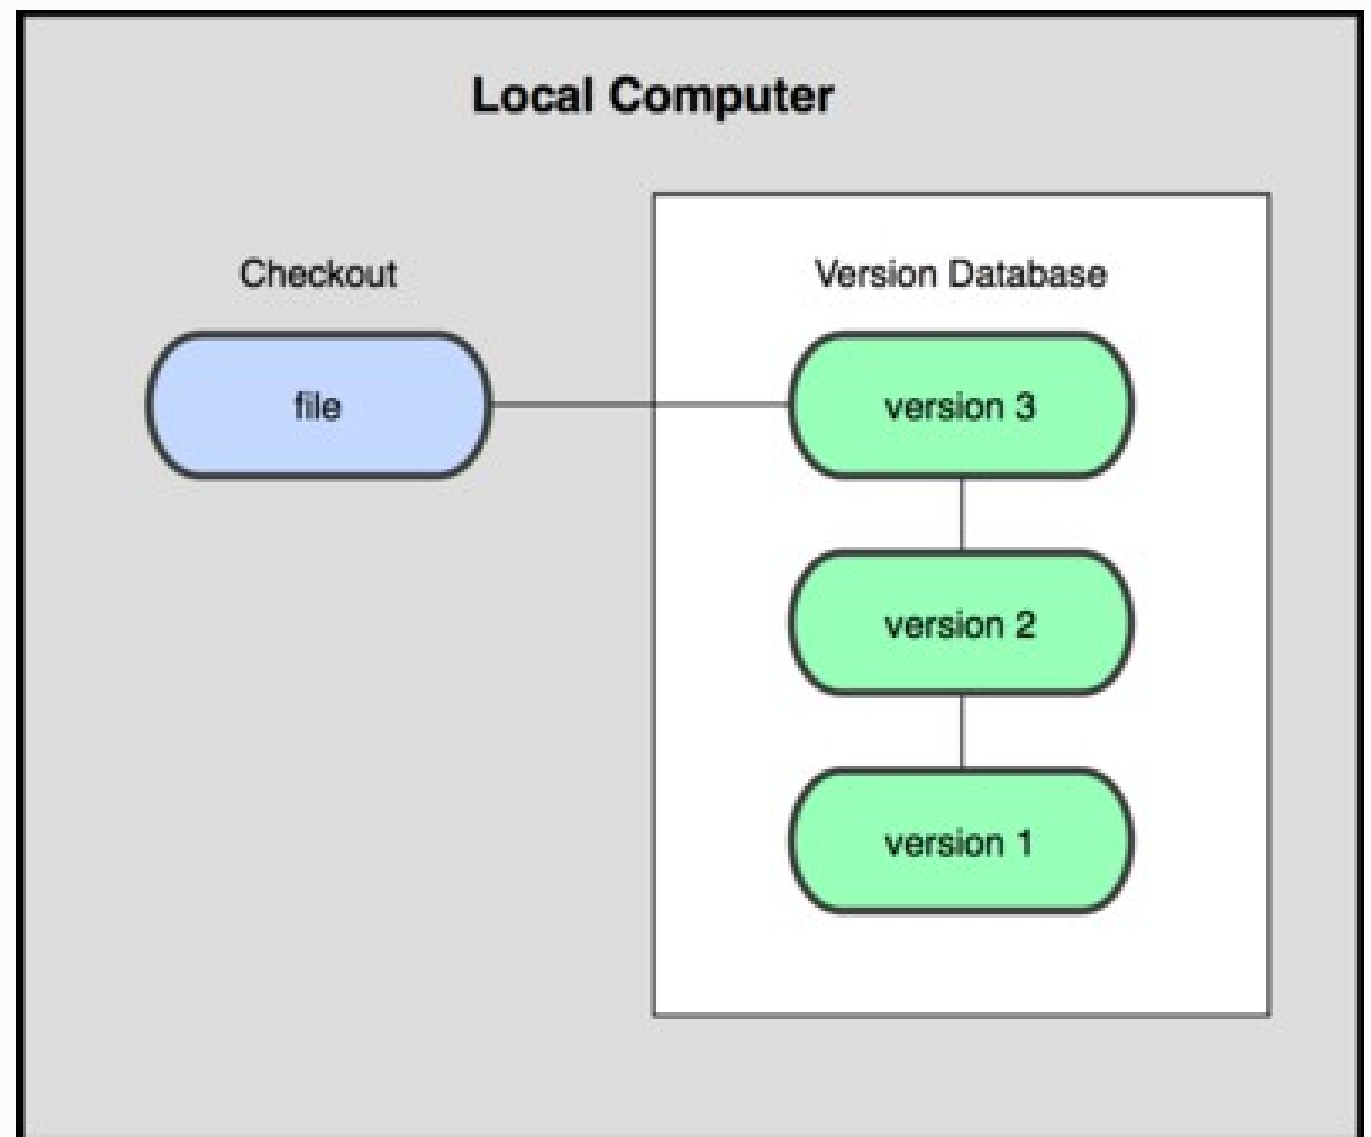 Local Computer
Checkout
Version Database
file
version 3
version 2
version 1